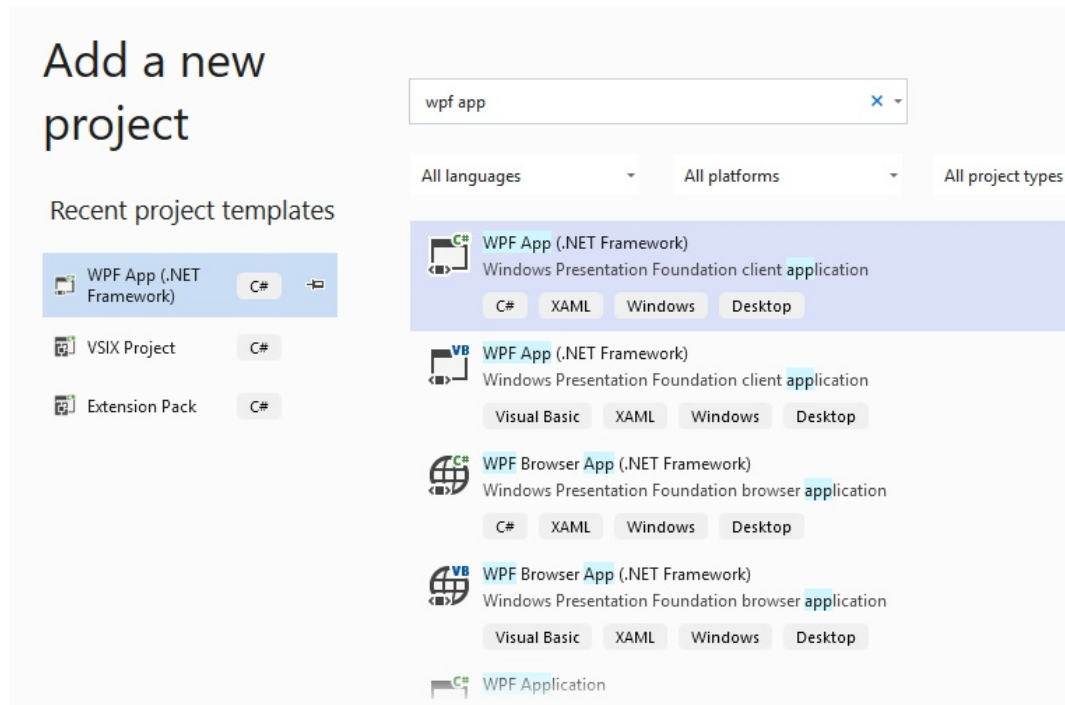 Add a new
project
Recent project templates
WPF App (.NET
Framework)
C#
VSIX Project
C#
Extension Pack
C#
wpf app
All languages
All platforms
All project types
C#
WPF App (.NET Framework)
Windows Presentation Foundation client application
C# XAML Windows Desktop
VB
WPF App (.NET Framework)
Windows Presentation Foundation client application
Visual Basic XAML Windows Desktop
C#
WPF Browser App (.NET Framework)
Windows Presentation Foundation browser application
C# XAML Windows Desktop
VB
WPF Browser App (.NET Framework)
Windows Presentation Foundation browser application
Visual Basic XAML Windows Desktop
C#
WPF Application